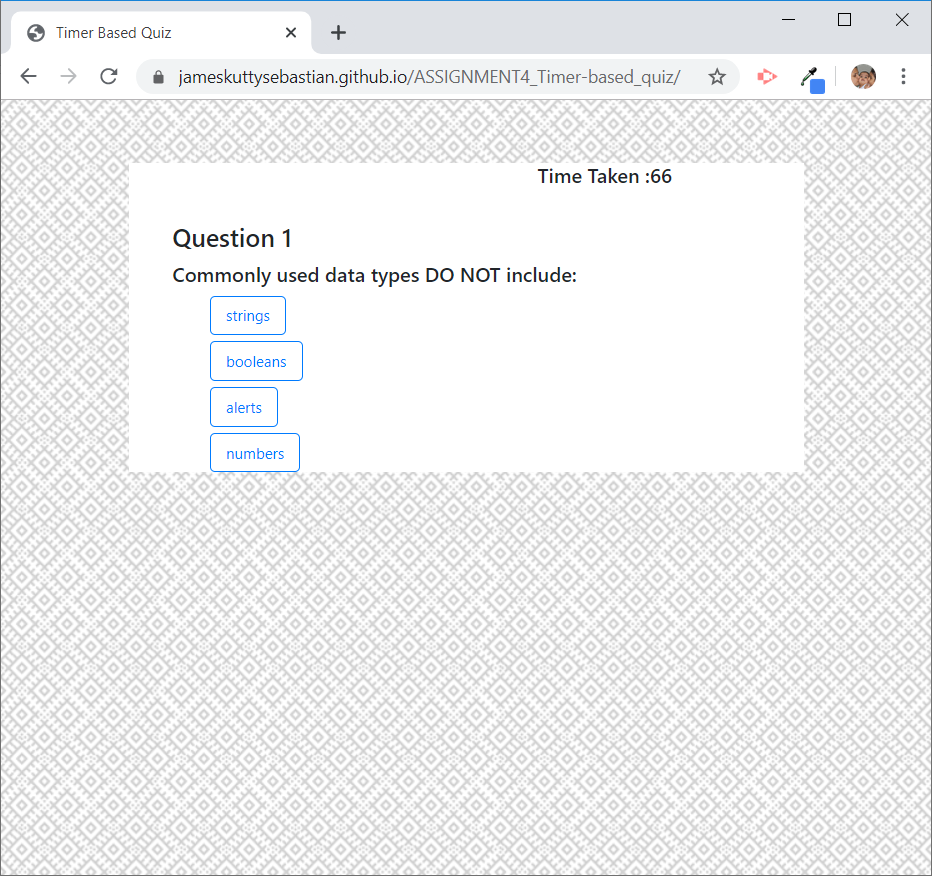 Timer Based Quiz
jameskuttysebastian.github.io/ASSIGNMENT4_Timer-based_quiz/
Time Taken :66
Question 1
Commonly used data types DO NOT include:
strings
booleans
alerts
numbers